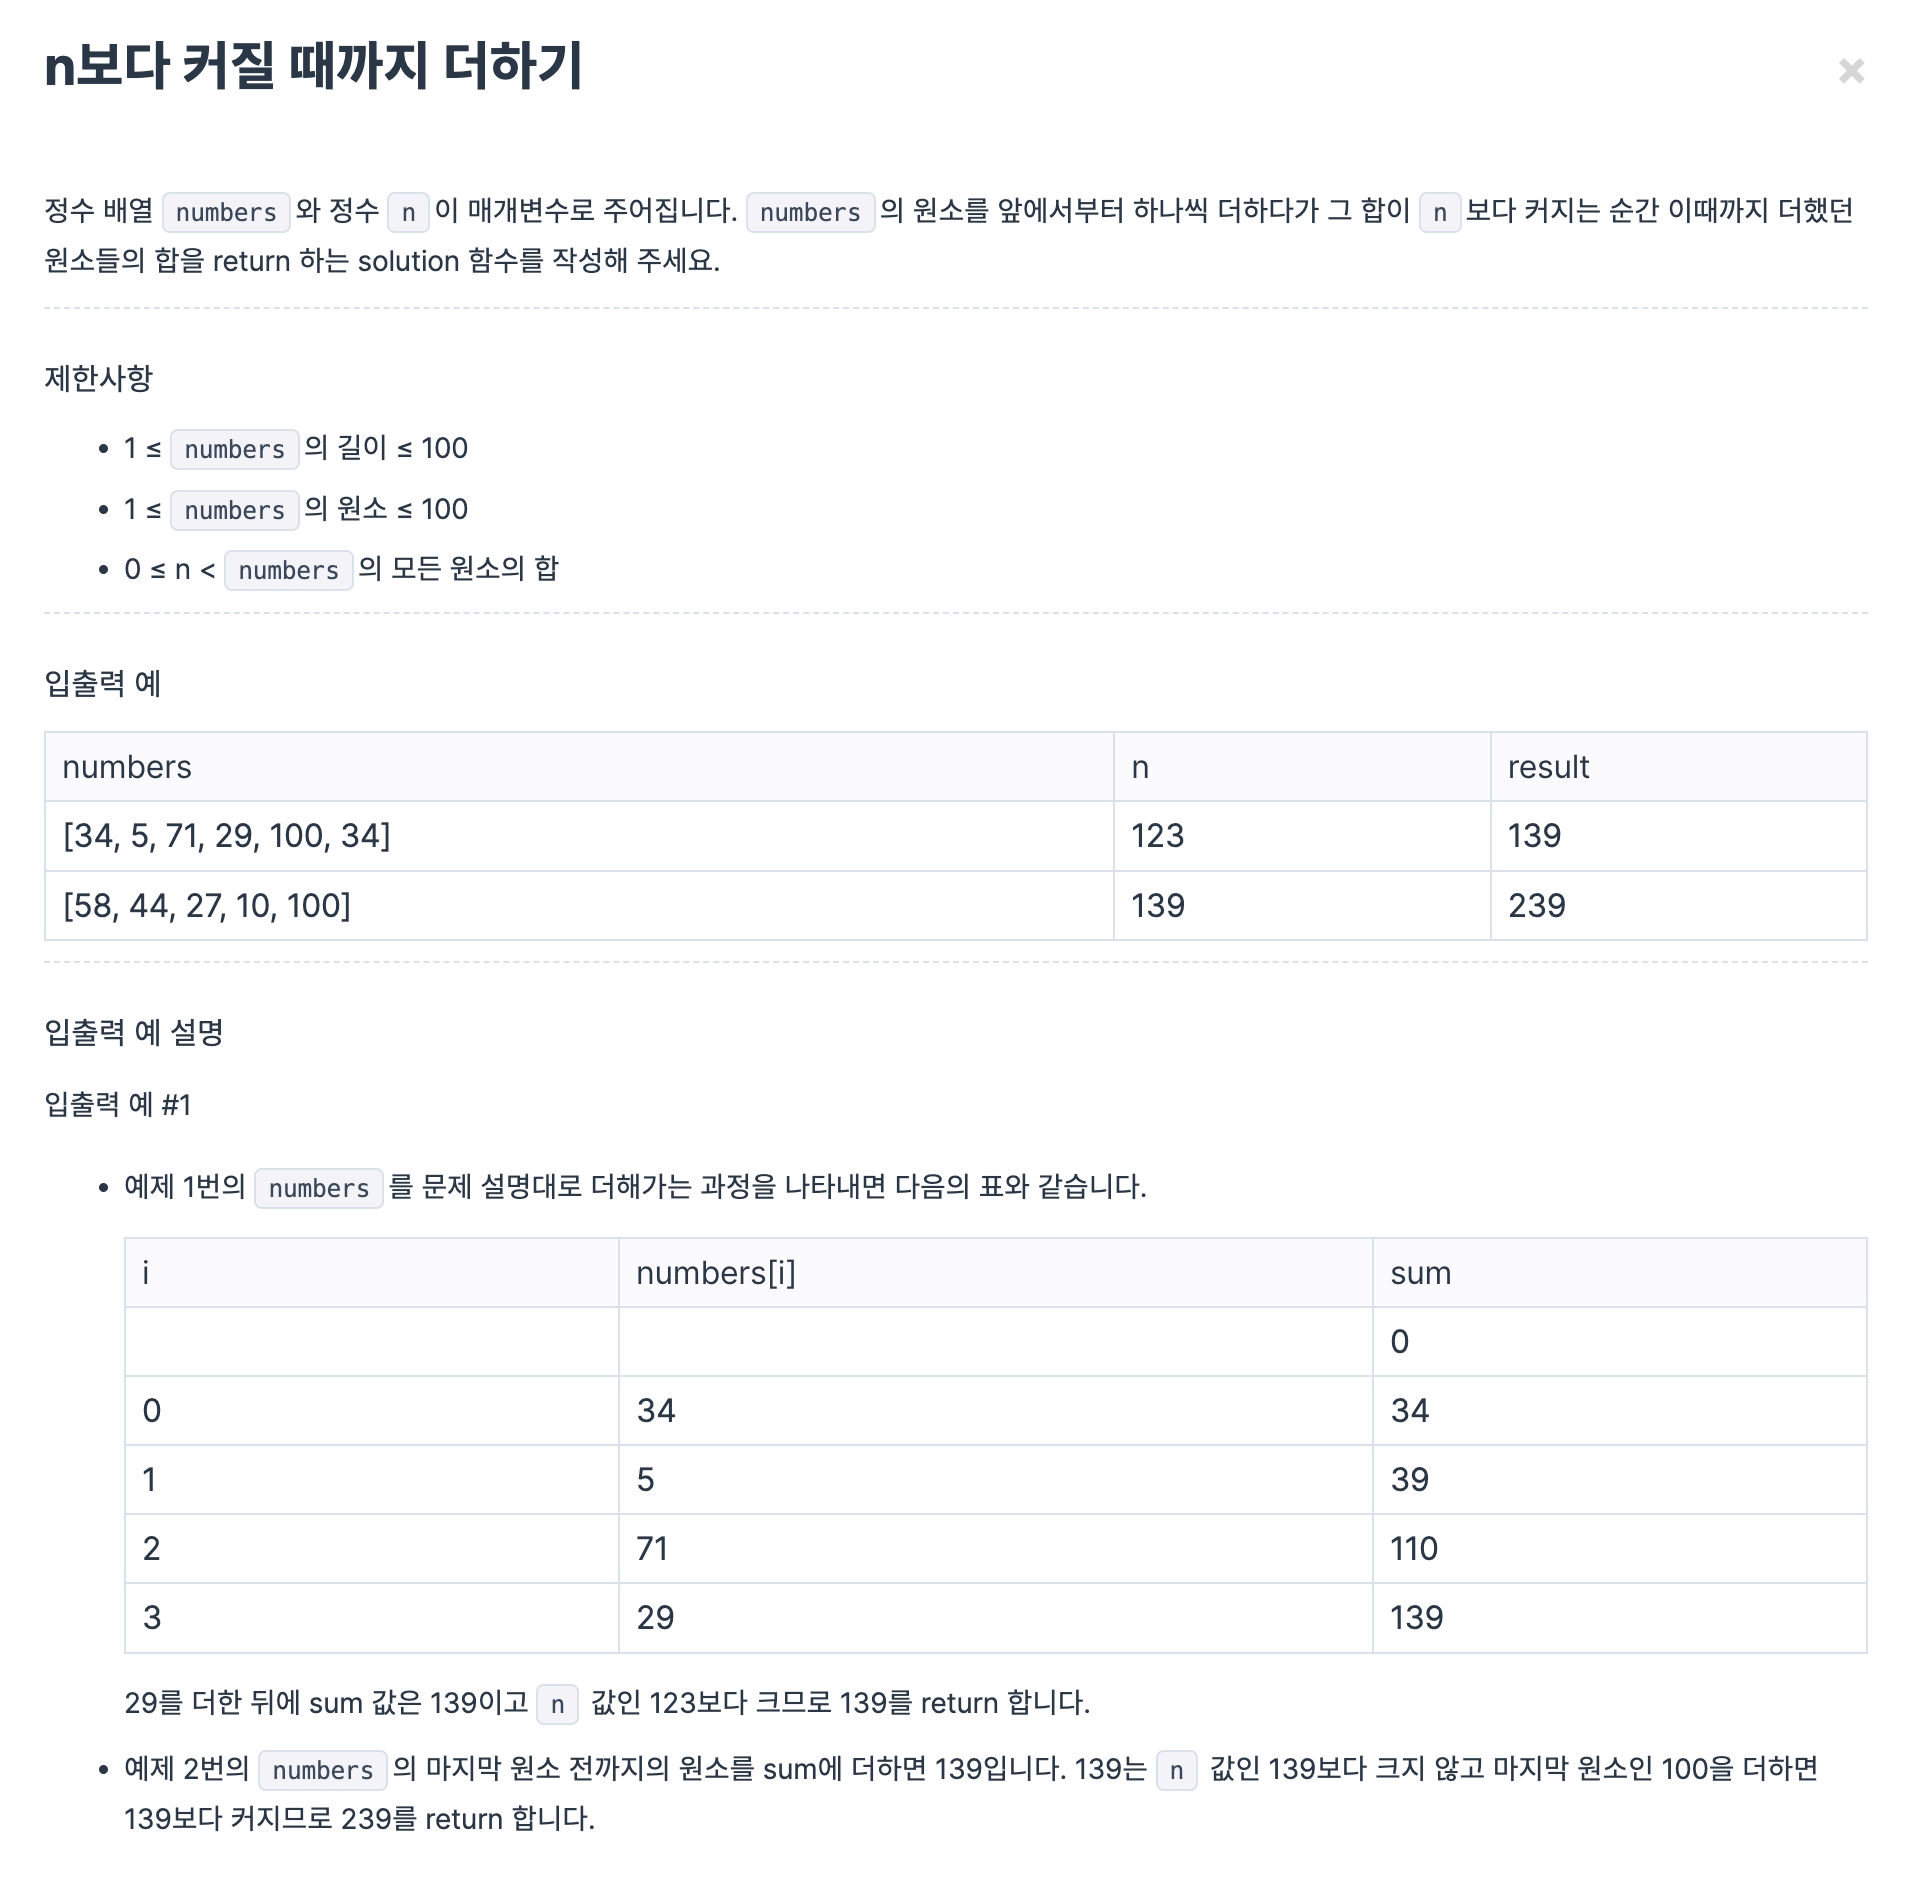 n보다 커질 때까지 더하기
정수 배열 numbers와 정수 n이 매개변수로 주어집니다. numbers의 원소를 앞에서부터 하나씩 더하다가 그 합이 n보다 커지는 순간 이때까지 더했던
원소들의 합을 return 하는 solution 함수를 작성해 주세요.
제한사항
• 1 ≤ numbers의 길이 ≤ 100
• 1 ≤ numbers의 원소 ≤ 100
• 0 ≤ n < numbers의 모든 원소의 합
입출력 예
numbers n result
[34, 5, 71, 29, 100, 34] 123 139
[58, 44, 27, 10, 100] 139 239
입출력 예 설명
입출력 예 #1
• 예제 1번의 numbers를 문제 설명대로 더해가는 과정을 나타내면 다음의 표와 같습니다.
i numbers[i] sum
0
0 34 34
1 5 39
2 71 110
3 29 139
29를 더한 뒤에 sum 값은 139이고 n 값인 123보다 크므로 139를 return 합니다.
• 예제 2번의 numbers의 마지막 원소 전까지의 원소를 sum에 더하면 139입니다. 139는 n 값인 139보다 크지 않고 마지막 원소인 100을 더하면
139보다 커지므로 239를 return 합니다.